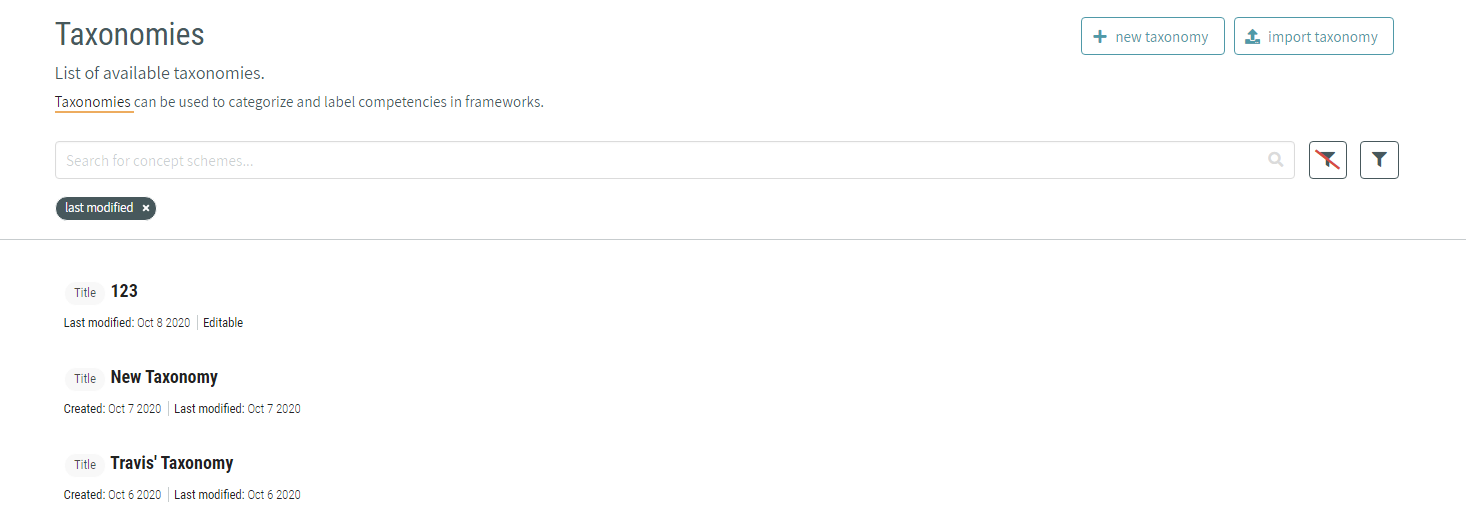 Taxonomies
new taxonomy
import taxonomy
List of available taxonomies.
Taxonomies can be used to categorize and label competencies in frameworks.
Search for concept schemes...
last modified ×
Title 123
Last modified: Oct 8 2020 | Editable
Title New Taxonomy
Created: Oct 7 2020 | Last modified: Oct 7 2020
Title Travis' Taxonomy
Created: Oct 6 2020 | Last modified: Oct 6 2020